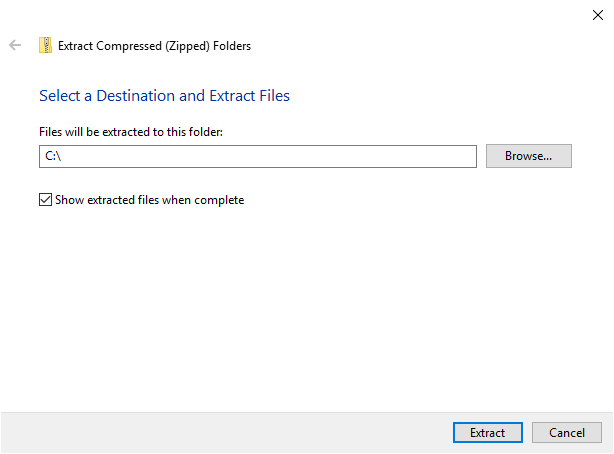 Extract Compressed (Zipped) Folders
Select a Destination and Extract Files
Files will be extracted to this folder:
C:\
Browse...
Show extracted files when complete
Extract
Cancel